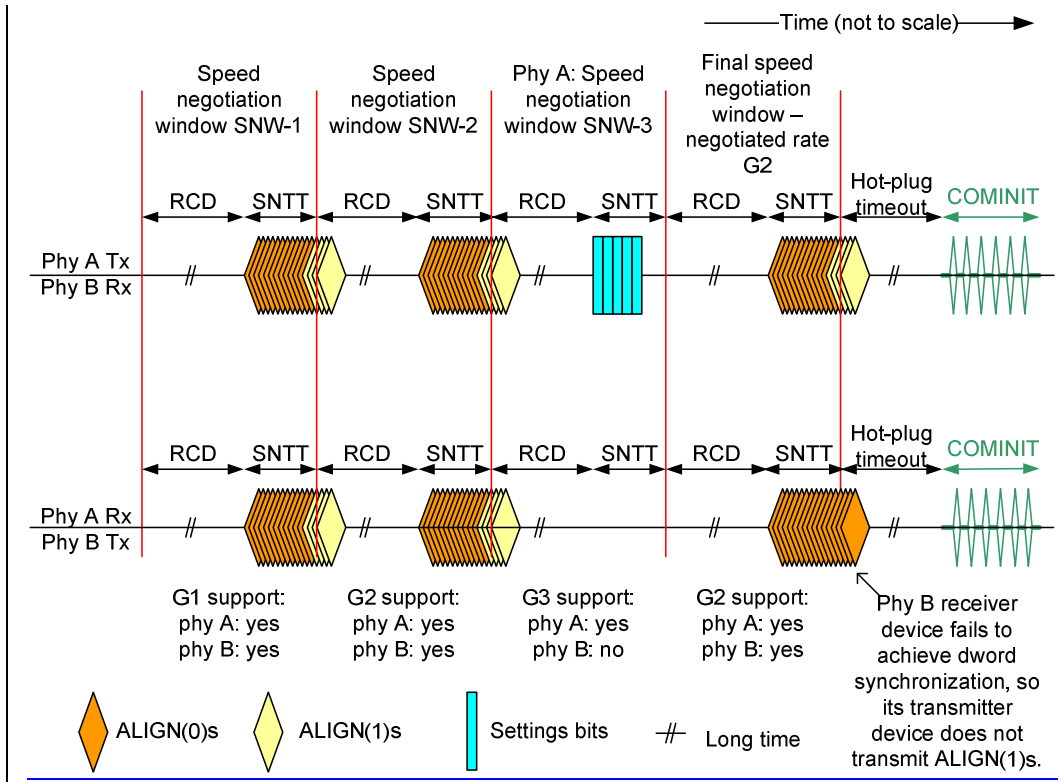 Time (not to scale)
Speed
negotiation
window SNW-1
Speed
negotiation
window SNW-2
Phy A: Speed
negotiation
window SNW-3
Final speed
negotiation
window –
negotiated rate
G2
RCD
SNTT
RCD
SNTT
RCD
SNTT
RCD
SNTT
Hot-plug
timeout
COMINIT
Phy A Tx
Phy B Rx
RCD
SNTT
RCD
SNTT
RCD
SNTT
RCD
SNTT
Hot-plug
timeout
COMINIT
Phy A Rx
Phy B Tx
G1 support:
phy A: yes
phy B: yes
G2 support:
phy A: yes
phy B: yes
G3 support:
phy A: yes
phy B: no
G2 support:
phy A: yes
phy B: yes
Phy B receiver
device fails to
achieve dword
synchronization, so
its transmitter
device does not
transmit ALIGN(1)s.
ALIGN(0)s
ALIGN(1)s
Settings bits
Long time